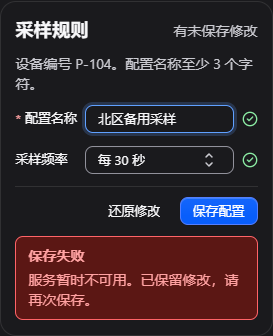 采样规则
有未保存修改
设备编号 P-104。配置名称至少 3 个字
符。
* 配置名称
北区备用采样
采样频率
每 30 秒
还原修改
保存配置
保存失败
服务暂时不可用。已保留修改，请
再次保存。